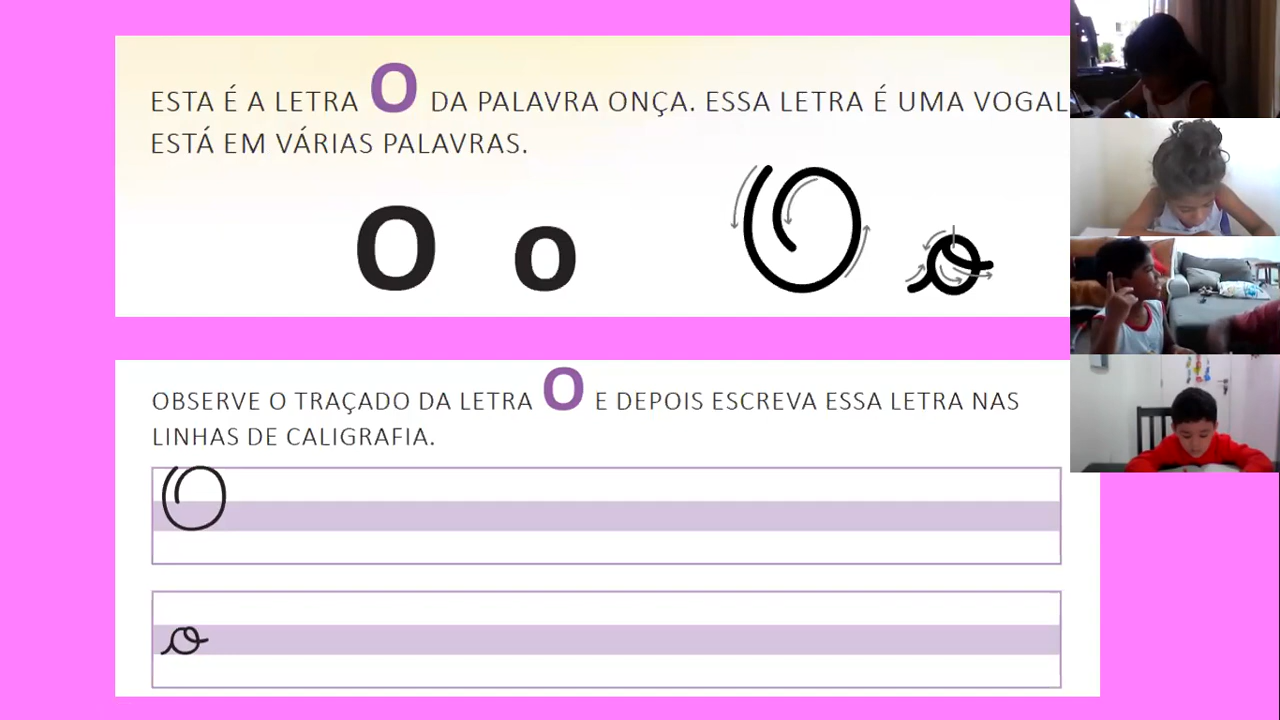 ESTA É A LETRA O DA PALAVRA ONÇA. ESSA LETRA É UMA VOGAL
ESTÁ EM VÁRIAS PALAVRAS.
O o O o
OBSERVE O TRAÇADO DA LETRA O E DEPOIS ESCREVA ESSA LETRA NAS
LINHAS DE CALIGRAFIA.
O
o